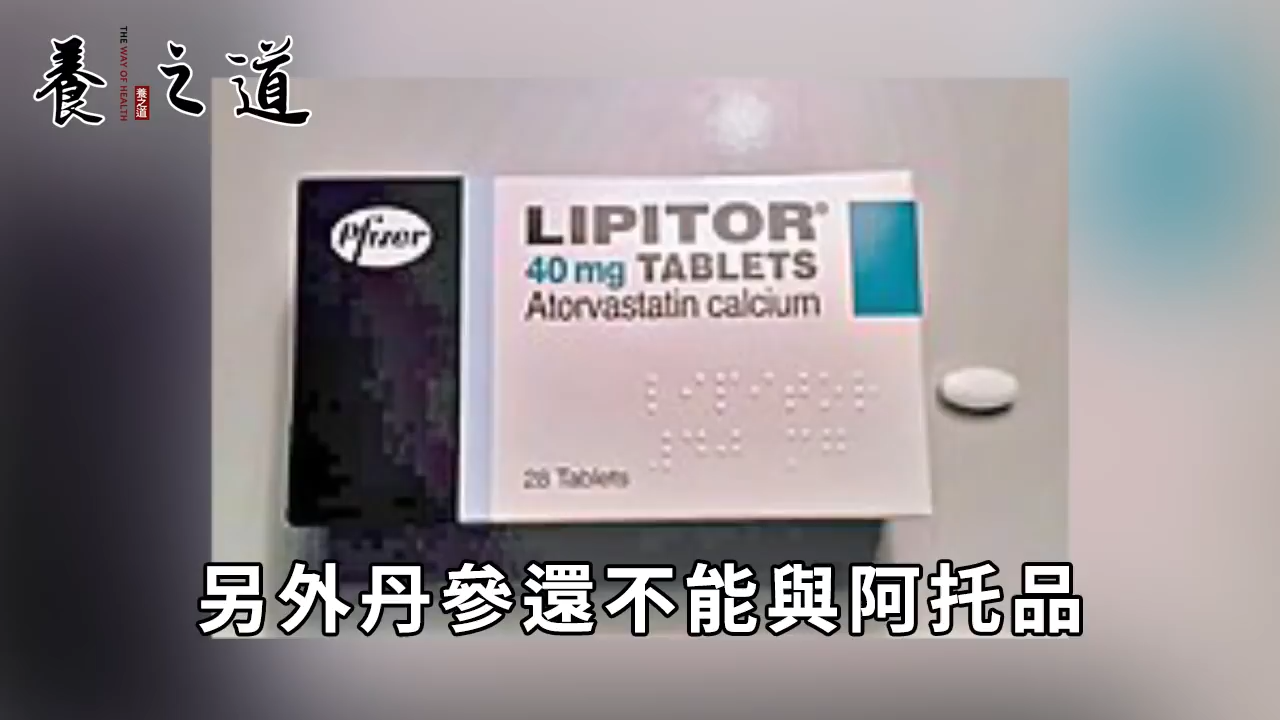 養之道
THE WAY OF HEALTH
養之道
Pfizer
LIPITOR®
40 mg TABLETS
Atorvastatin calcium
28 Tablets
另外丹參還不能與阿托品